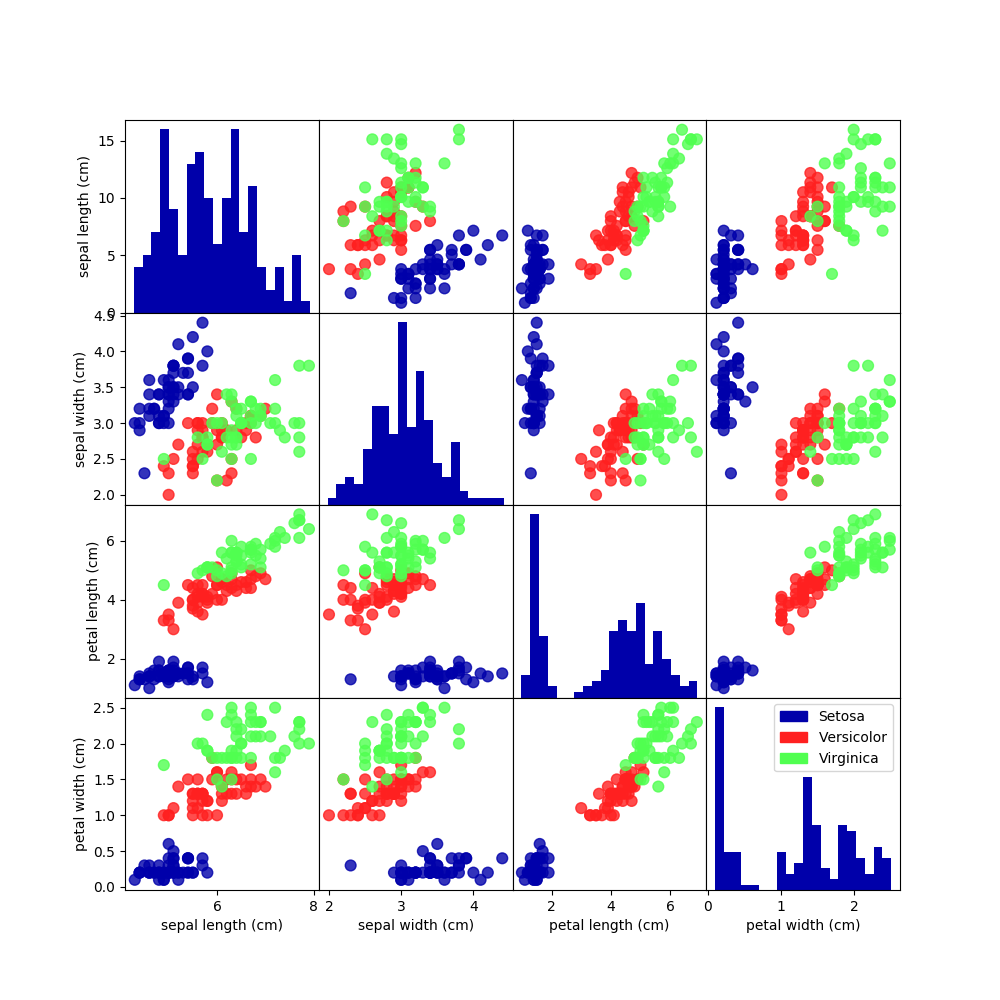 15
10
5
0
sepal length (cm)
4.5
4.0
3.5
3.0
2.5
2.0
sepal width (cm)
6
4
2
petal length (cm)
2.5
2.0
1.5
1.0
0.5
0.0
petal width (cm)
Setosa
Versicolor
Virginica
6 8 2 3 4 2 4 6 0 1 2
sepal length (cm) sepal width (cm) petal length (cm) petal width (cm)